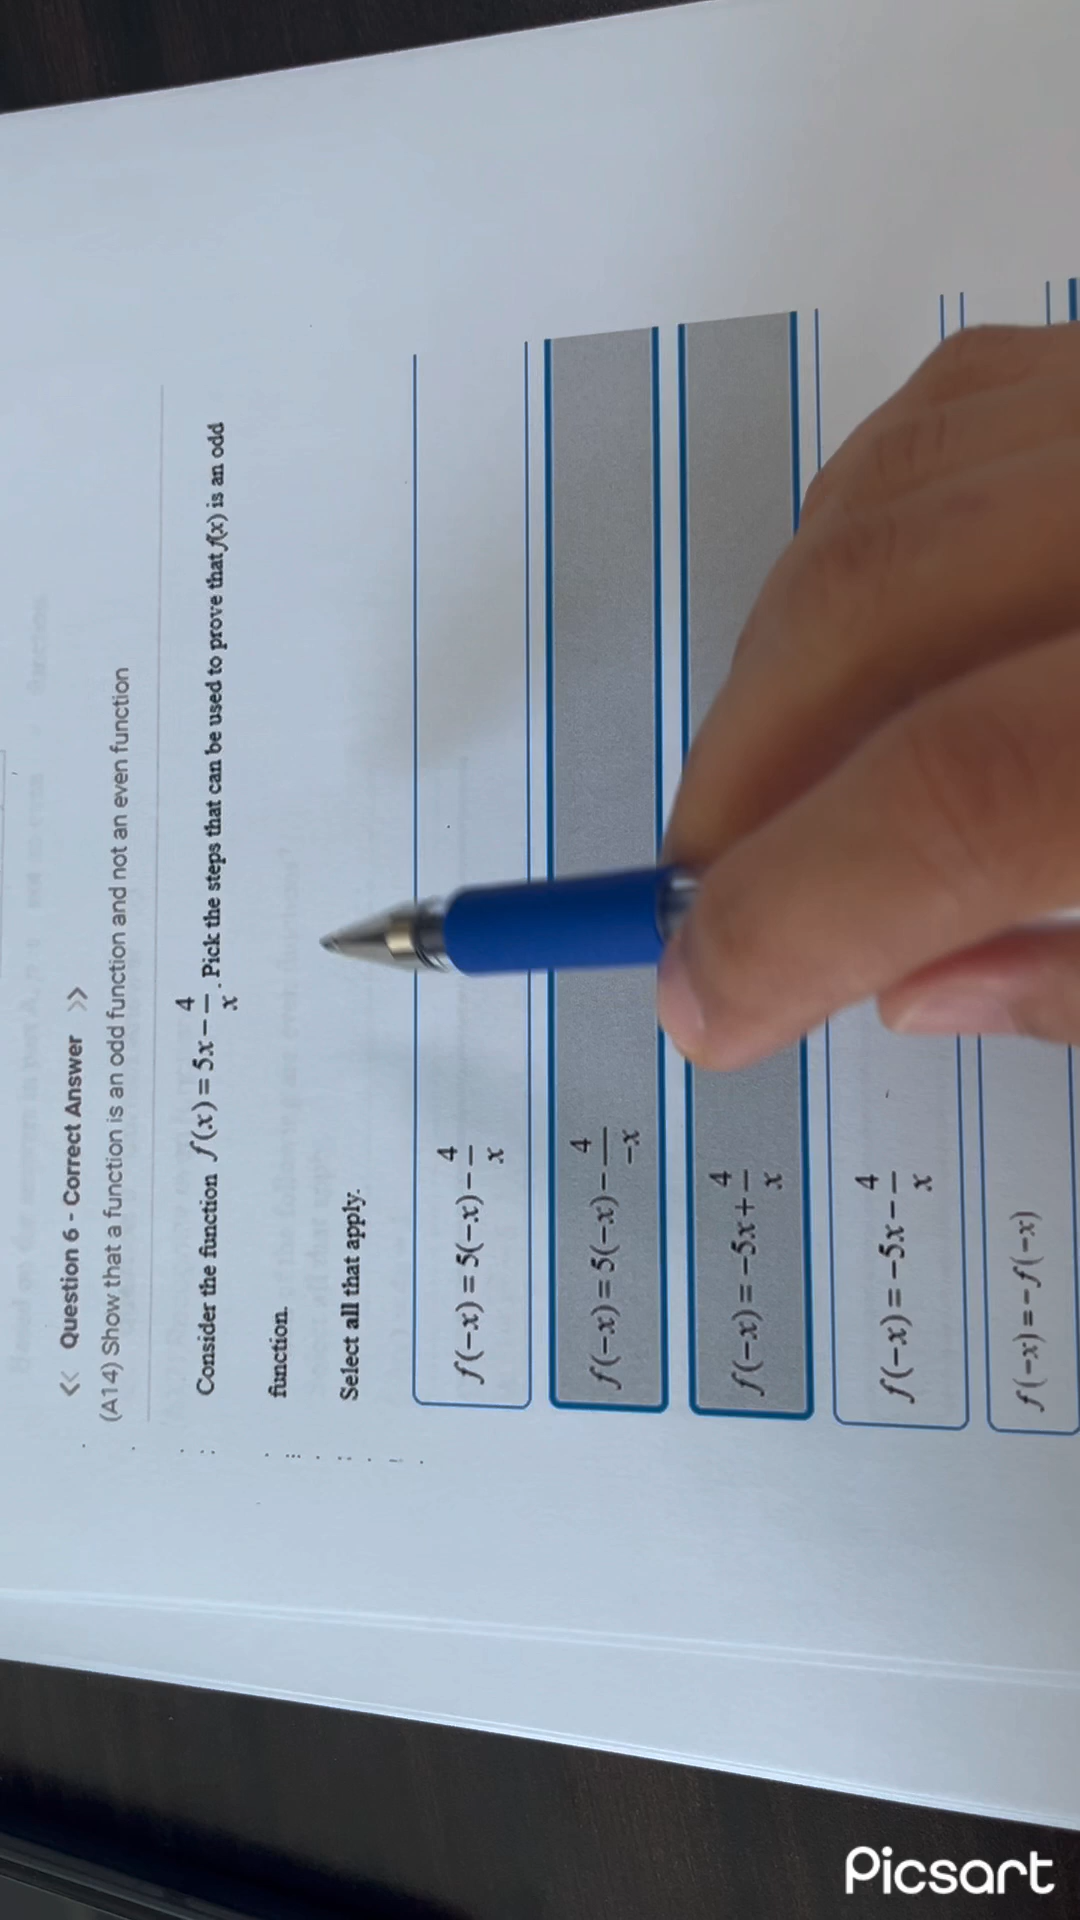 << Question 6 - Correct Answer >>
(A14) Show that a function is an odd function and not an even function
Consider the function f(x) = 5x - 4/x. Pick the steps that can be used to prove that f(x) is an odd
function.
Select all that apply.
f(-x) = 5(-x) - 4/x
f(-x) = 5(-x) - 4/-x
f(-x) = -5x + 4/x
f(-x) = -5x - 4/x
f(-x) = -f(-x)
Picsart